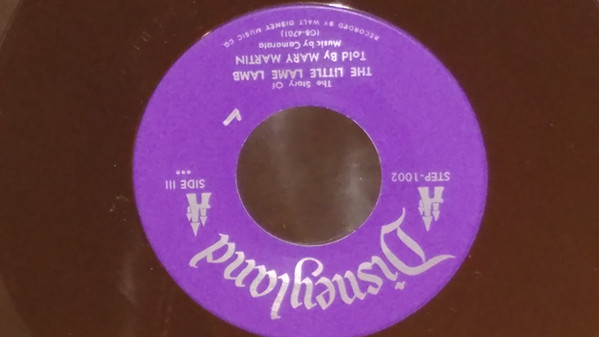 Disneyland
STEP-1002
SIDE III
•••
The Story Of
THE LITTLE LAME LAMB
Told By MARY MARTIN
Music by Camarata
(G8-4701)
RECORDED BY WALT DISNEY MUSIC CO.